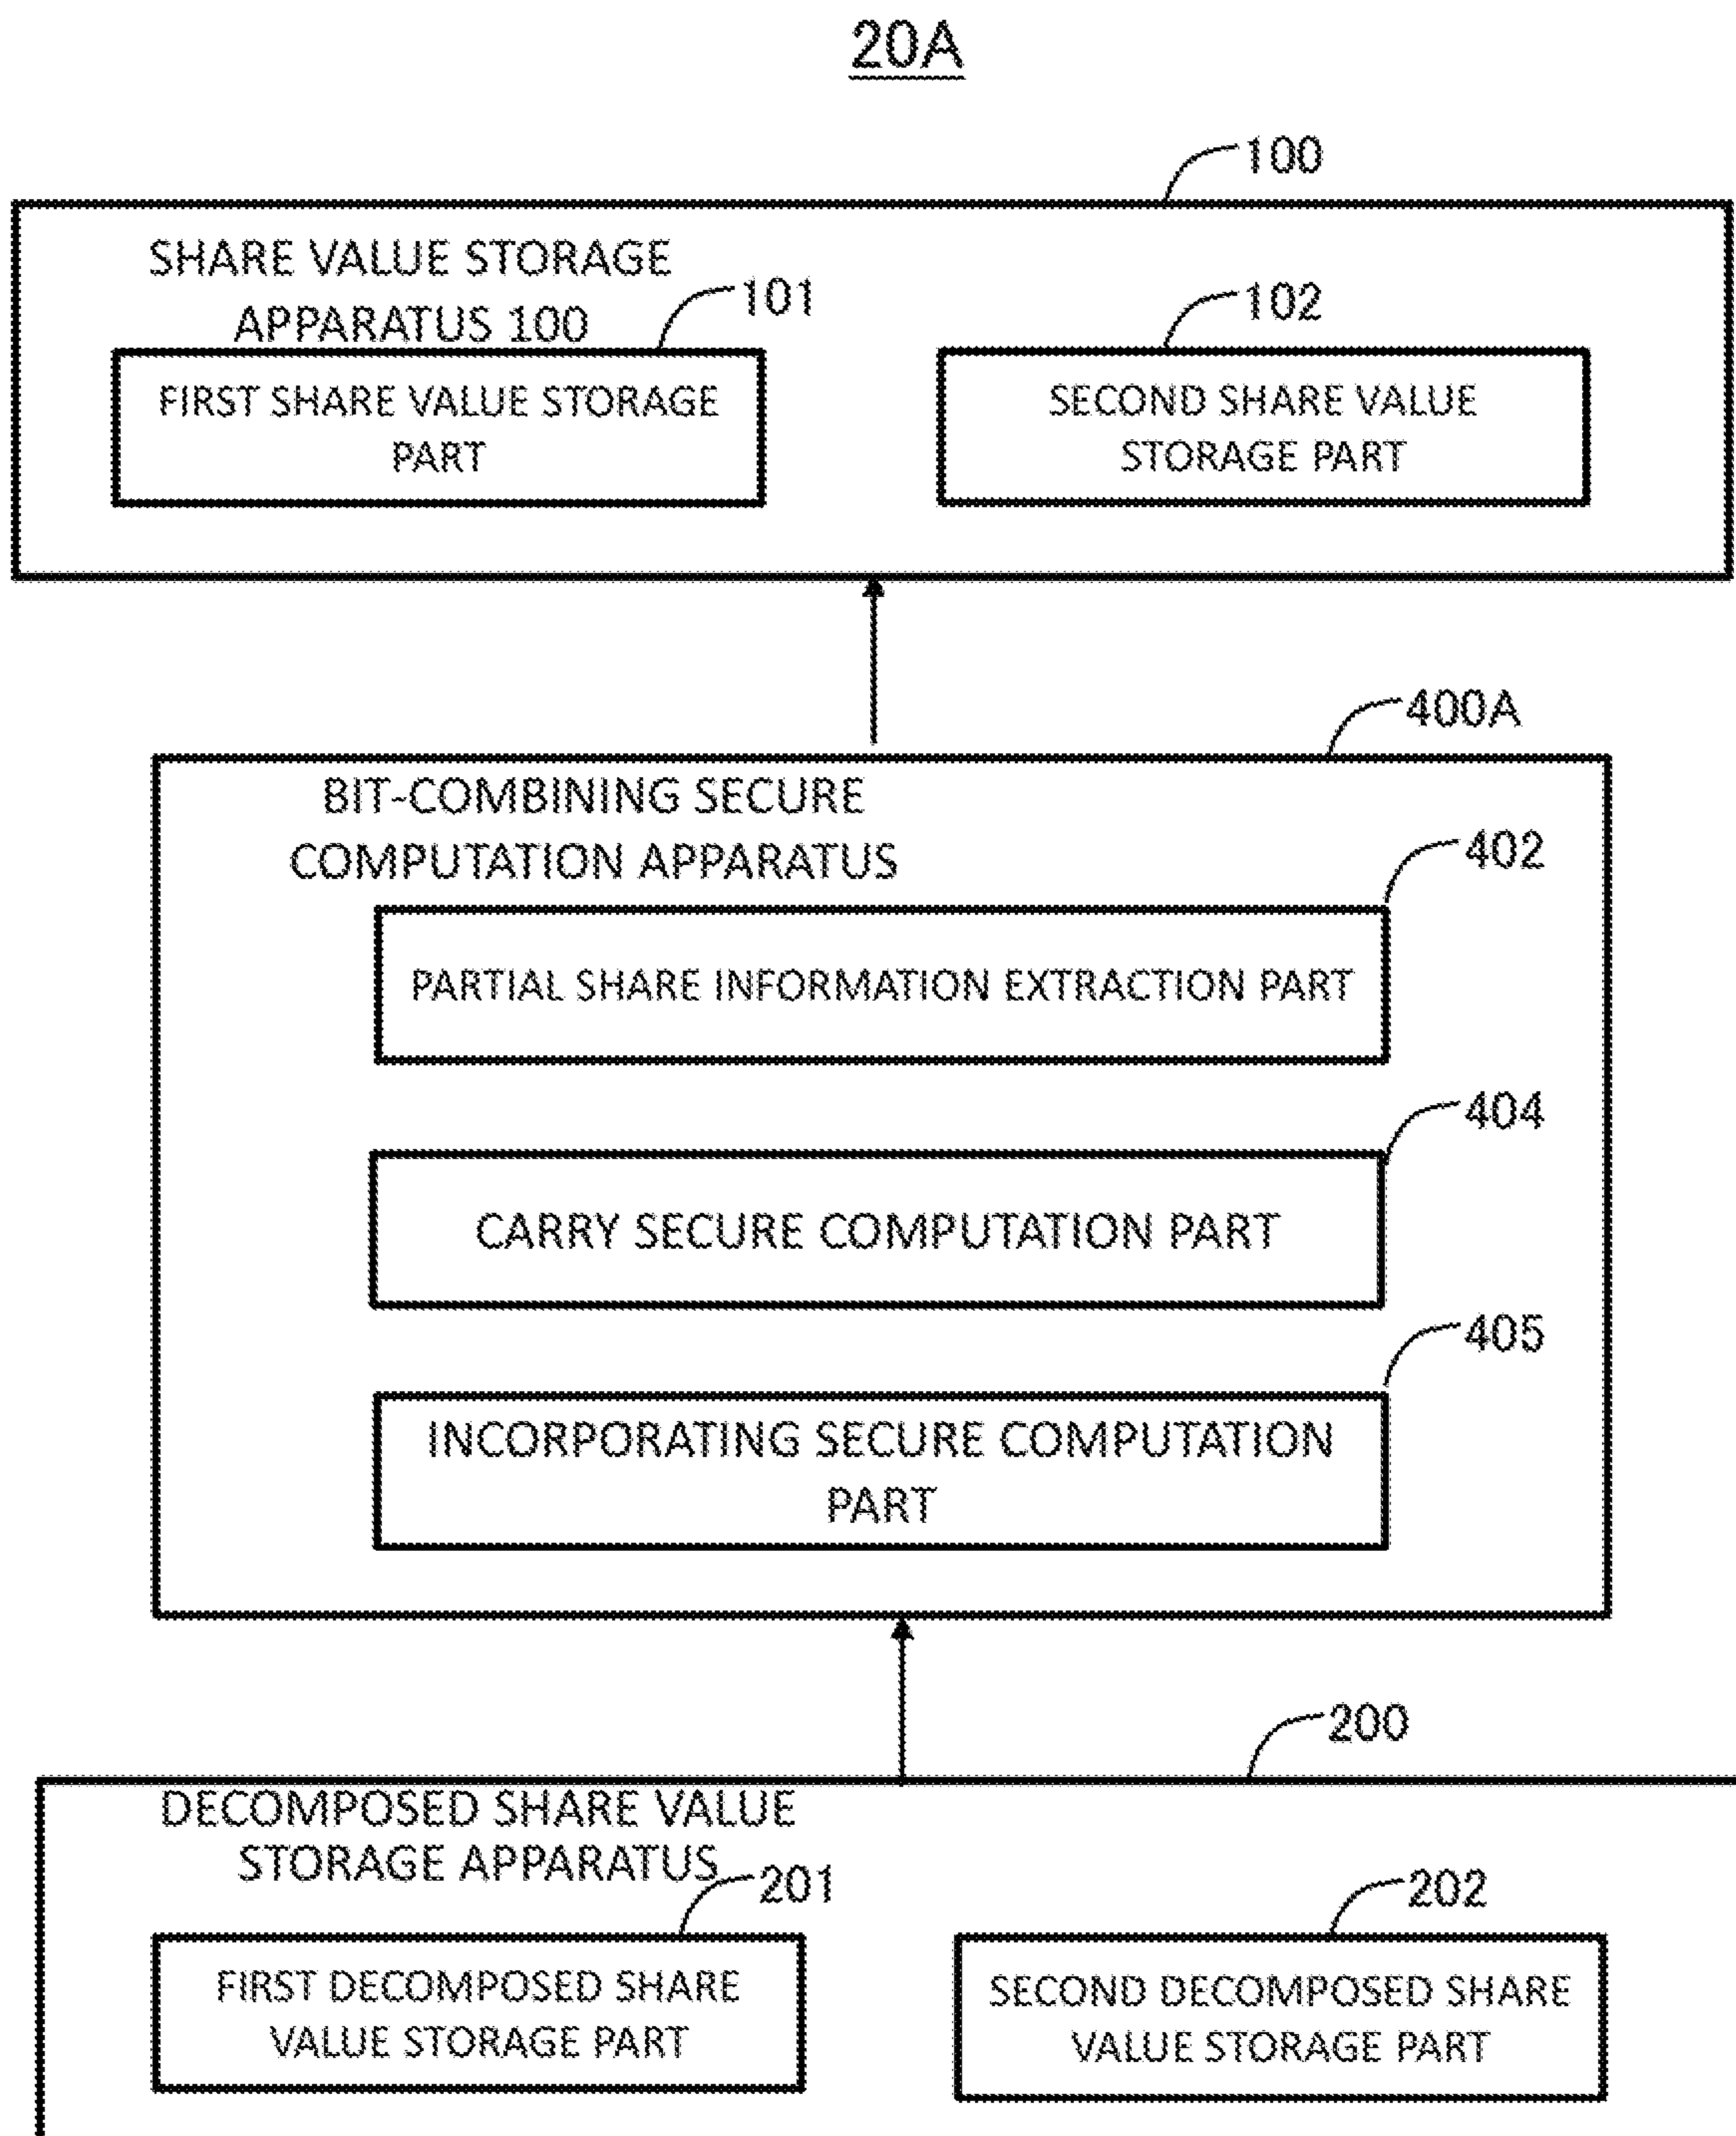 20A
100
SHARE VALUE STORAGE
APPARATUS 100
101
102
FIRST SHARE VALUE STORAGE
PART
SECOND SHARE VALUE
STORAGE PART
400A
BIT-COMBINING SECURE
COMPUTATION APPARATUS
402
PARTIAL SHARE INFORMATION EXTRACTION PART
404
CARRY SECURE COMPUTATION PART
405
INCORPORATING SECURE COMPUTATION
PART
200
DECOMPOSED SHARE VALUE
STORAGE APPARATUS
201
202
FIRST DECOMPOSED SHARE
VALUE STORAGE PART
SECOND DECOMPOSED SHARE
VALUE STORAGE PART